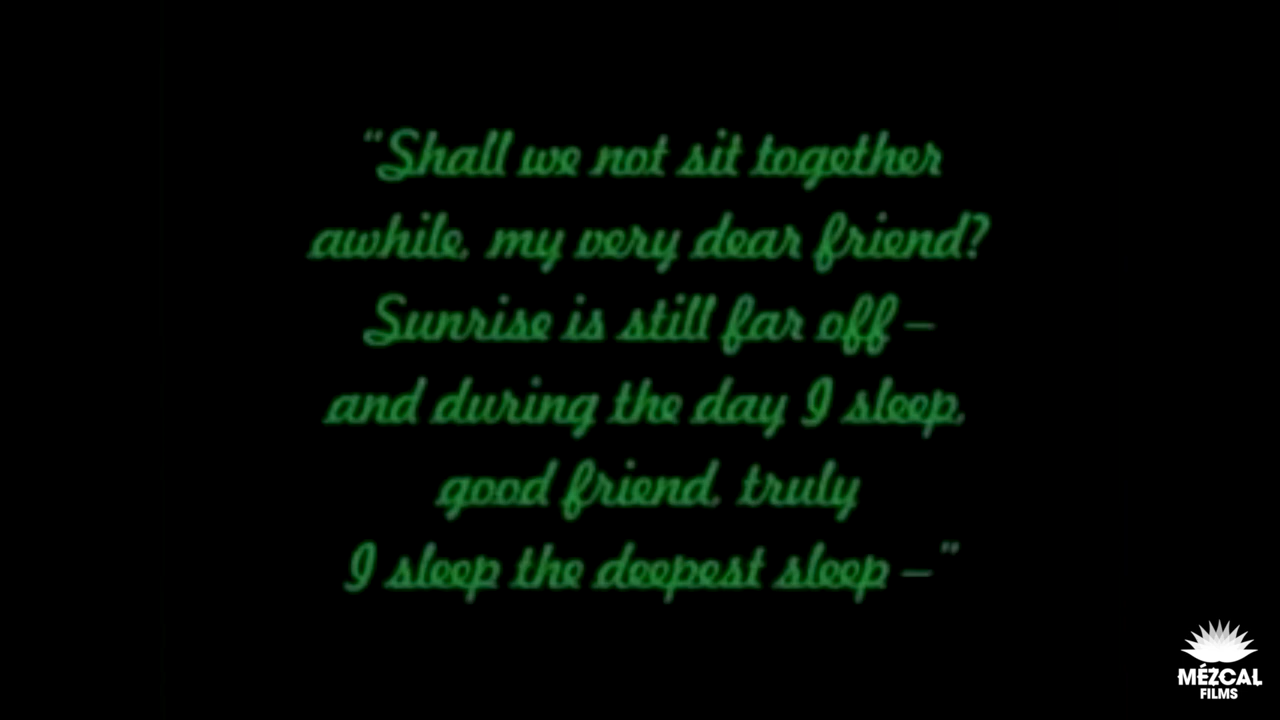 "Shall we not sit together
awhile, my very dear friend?
Sunrise is still far off –
and during the day I sleep,
good friend, truly
I sleep the deepest sleep –"
MÉZCAL
FILMS